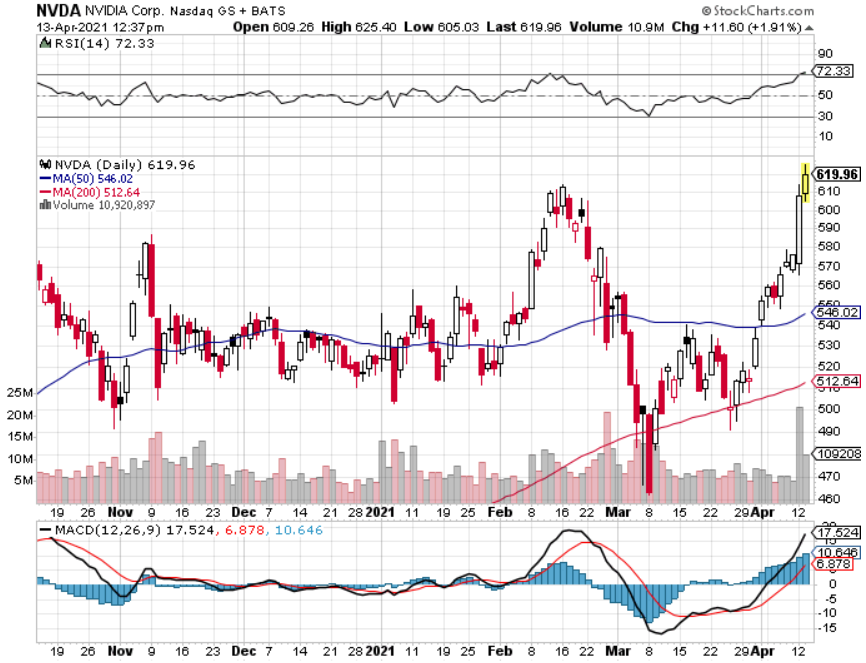 NVDA NVIDIA Corp. Nasdaq GS + BATS © StockCharts.com
13-Apr-2021 12:37pm Open 609.26 High 625.40 Low 605.03 Last 619.96 Volume 10.9M Chg +11.60 (+1.91%)
RSI(14) 72.33
90
72.33
50
30
10
NVDA (Daily) 619.96
MA(50) 546.02
MA(200) 512.64
Volume 10,920,897
619.96
610
600
590
580
570
560
550
546.02
540
530
520
512.64
500
490
109208
470
460
25M
20M
15M
10M
5M
19 26 Nov 9 16 23 Dec 7 14 21 28 2021 11 19 25 Feb 8 16 22 Mar 8 15 22 29 Apr 12
MACD(12,26,9) 17.524, 6.878, 10.646
20
17.524
15
10.646
6.878
0
-5
-10
-15
19 26 Nov 9 16 23 Dec 7 14 21 28 2021 11 19 25 Feb 8 16 22 Mar 8 15 22 29 Apr 12